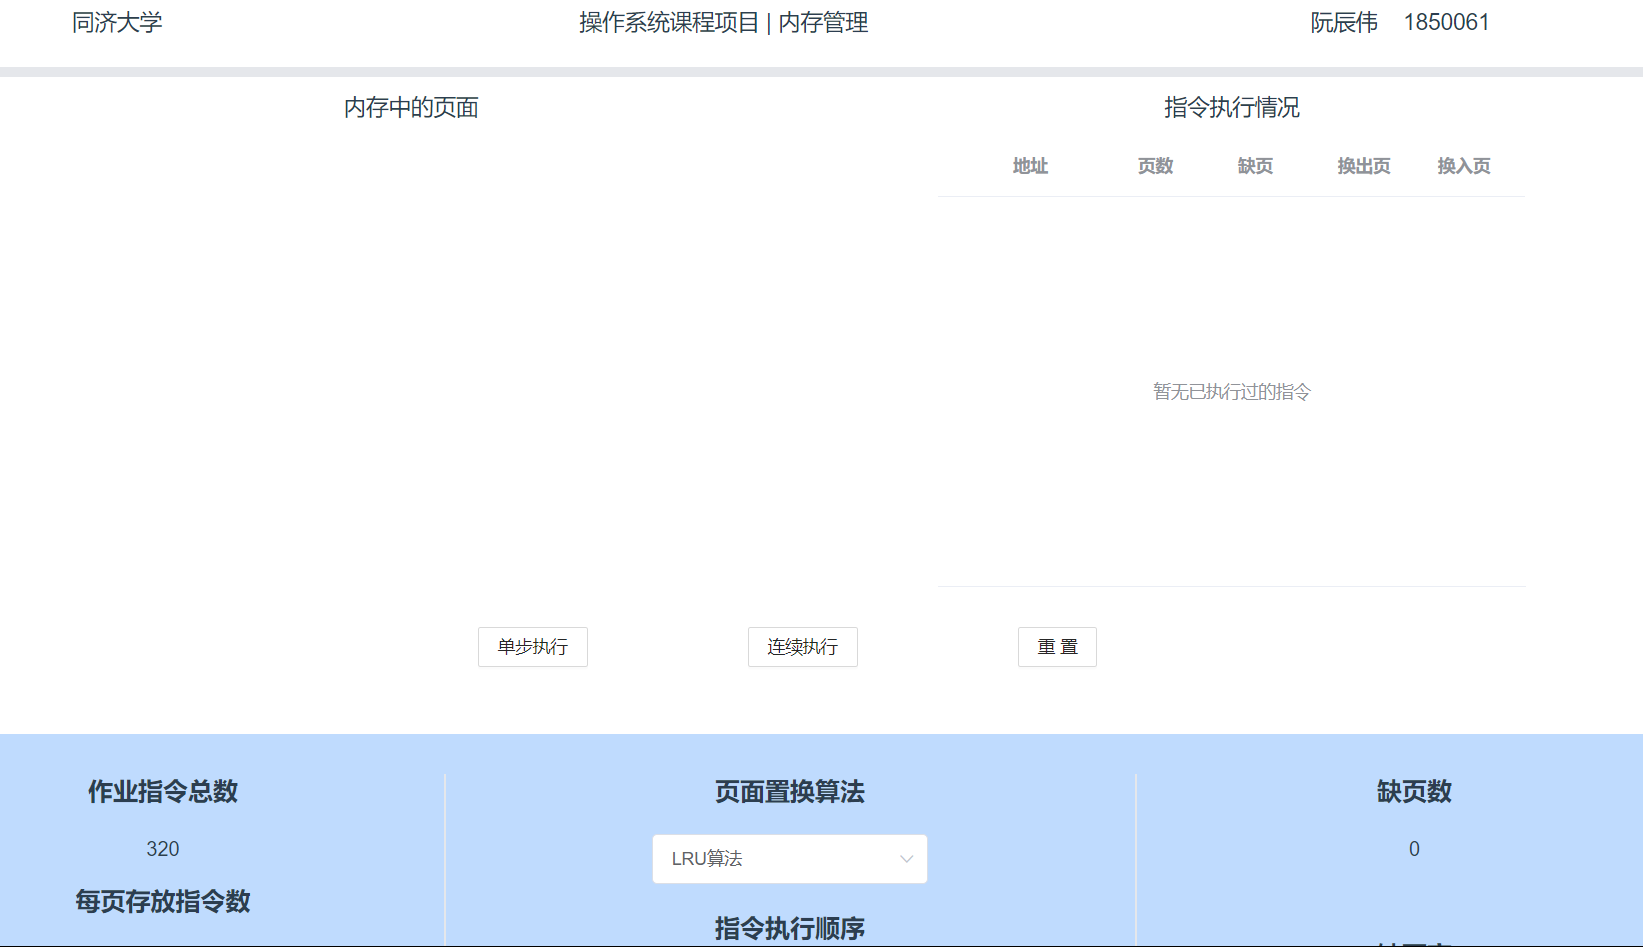 同济大学
操作系统课程项目 | 内存管理
阮辰伟 1850061
内存中的页面
指令执行情况
地址 页数 缺页 换出页 换入页
暂无已执行过的指令
单步执行 连续执行 重 置
作业指令总数
320
每页存放指令数
页面置换算法
LRU算法
指令执行顺序
缺页数
0